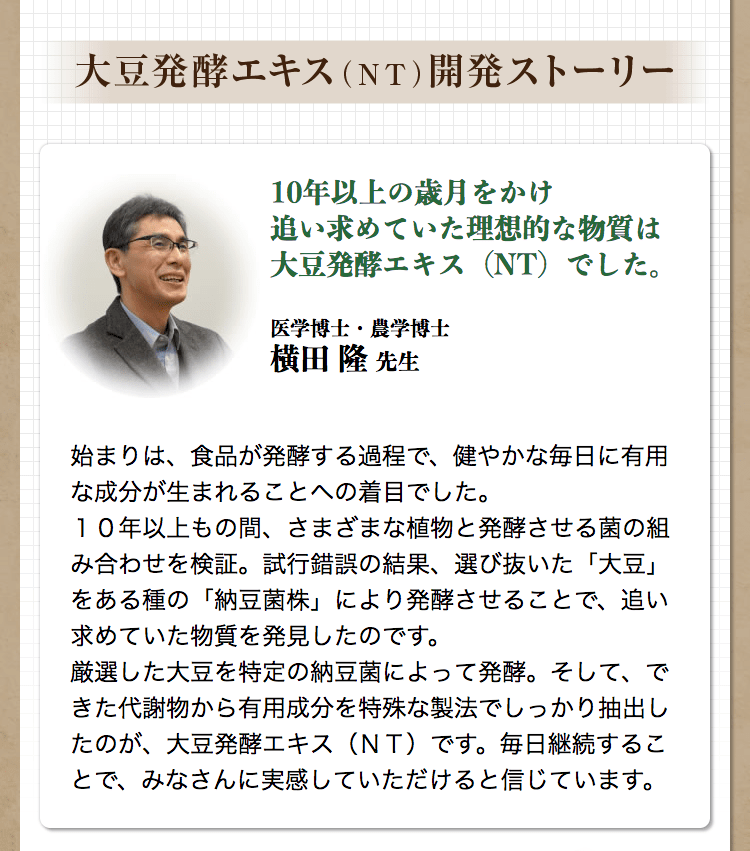 大豆発酵エキス(NT)開発ストーリー
10年以上の歳月をかけ
追い求めていた理想的な物質は
大豆発酵エキス（NT）でした。
医学博士・農学博士
横田 隆 先生
始まりは、食品が発酵する過程で、健やかな毎日に有用
な成分が生まれることへの着目でした。
１０年以上もの間、さまざまな植物と発酵させる菌の組
み合わせを検証。試行錯誤の結果、選び抜いた「大豆」
をある種の「納豆菌株」により発酵させることで、追い
求めていた物質を発見したのです。
厳選した大豆を特定の納豆菌によって発酵。そして、で
きた代謝物から有用成分を特殊な製法でしっかり抽出し
たのが、大豆発酵エキス（ＮＴ）です。毎日継続するこ
とで、みなさんに実感していただけると信じています。